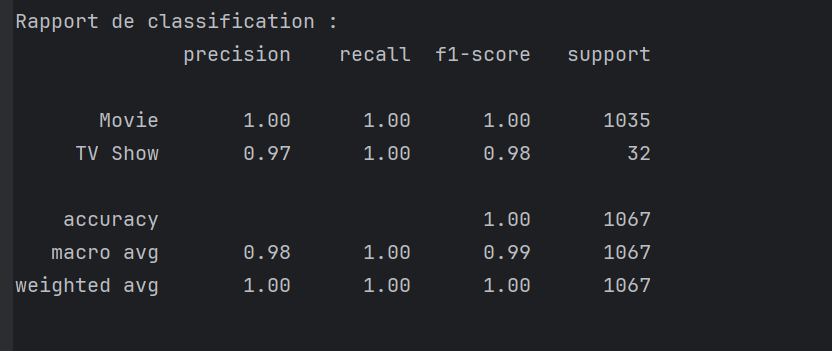 Rapport de classification :
precision recall f1-score support
Movie 1.00 1.00 1.00 1035
TV Show 0.97 1.00 0.98 32
accuracy 1.00 1067
macro avg 0.98 1.00 0.99 1067
weighted avg 1.00 1.00 1.00 1067